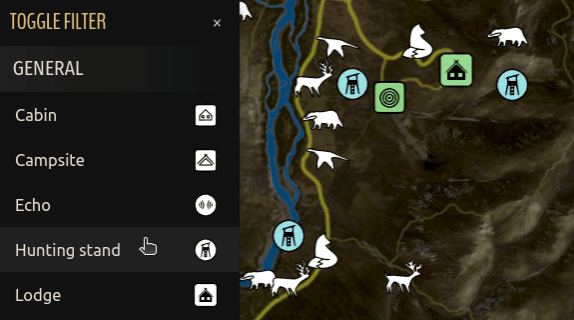 TOGGLE FILTER ×
GENERAL
Cabin
Campsite
Echo
Hunting stand
Lodge